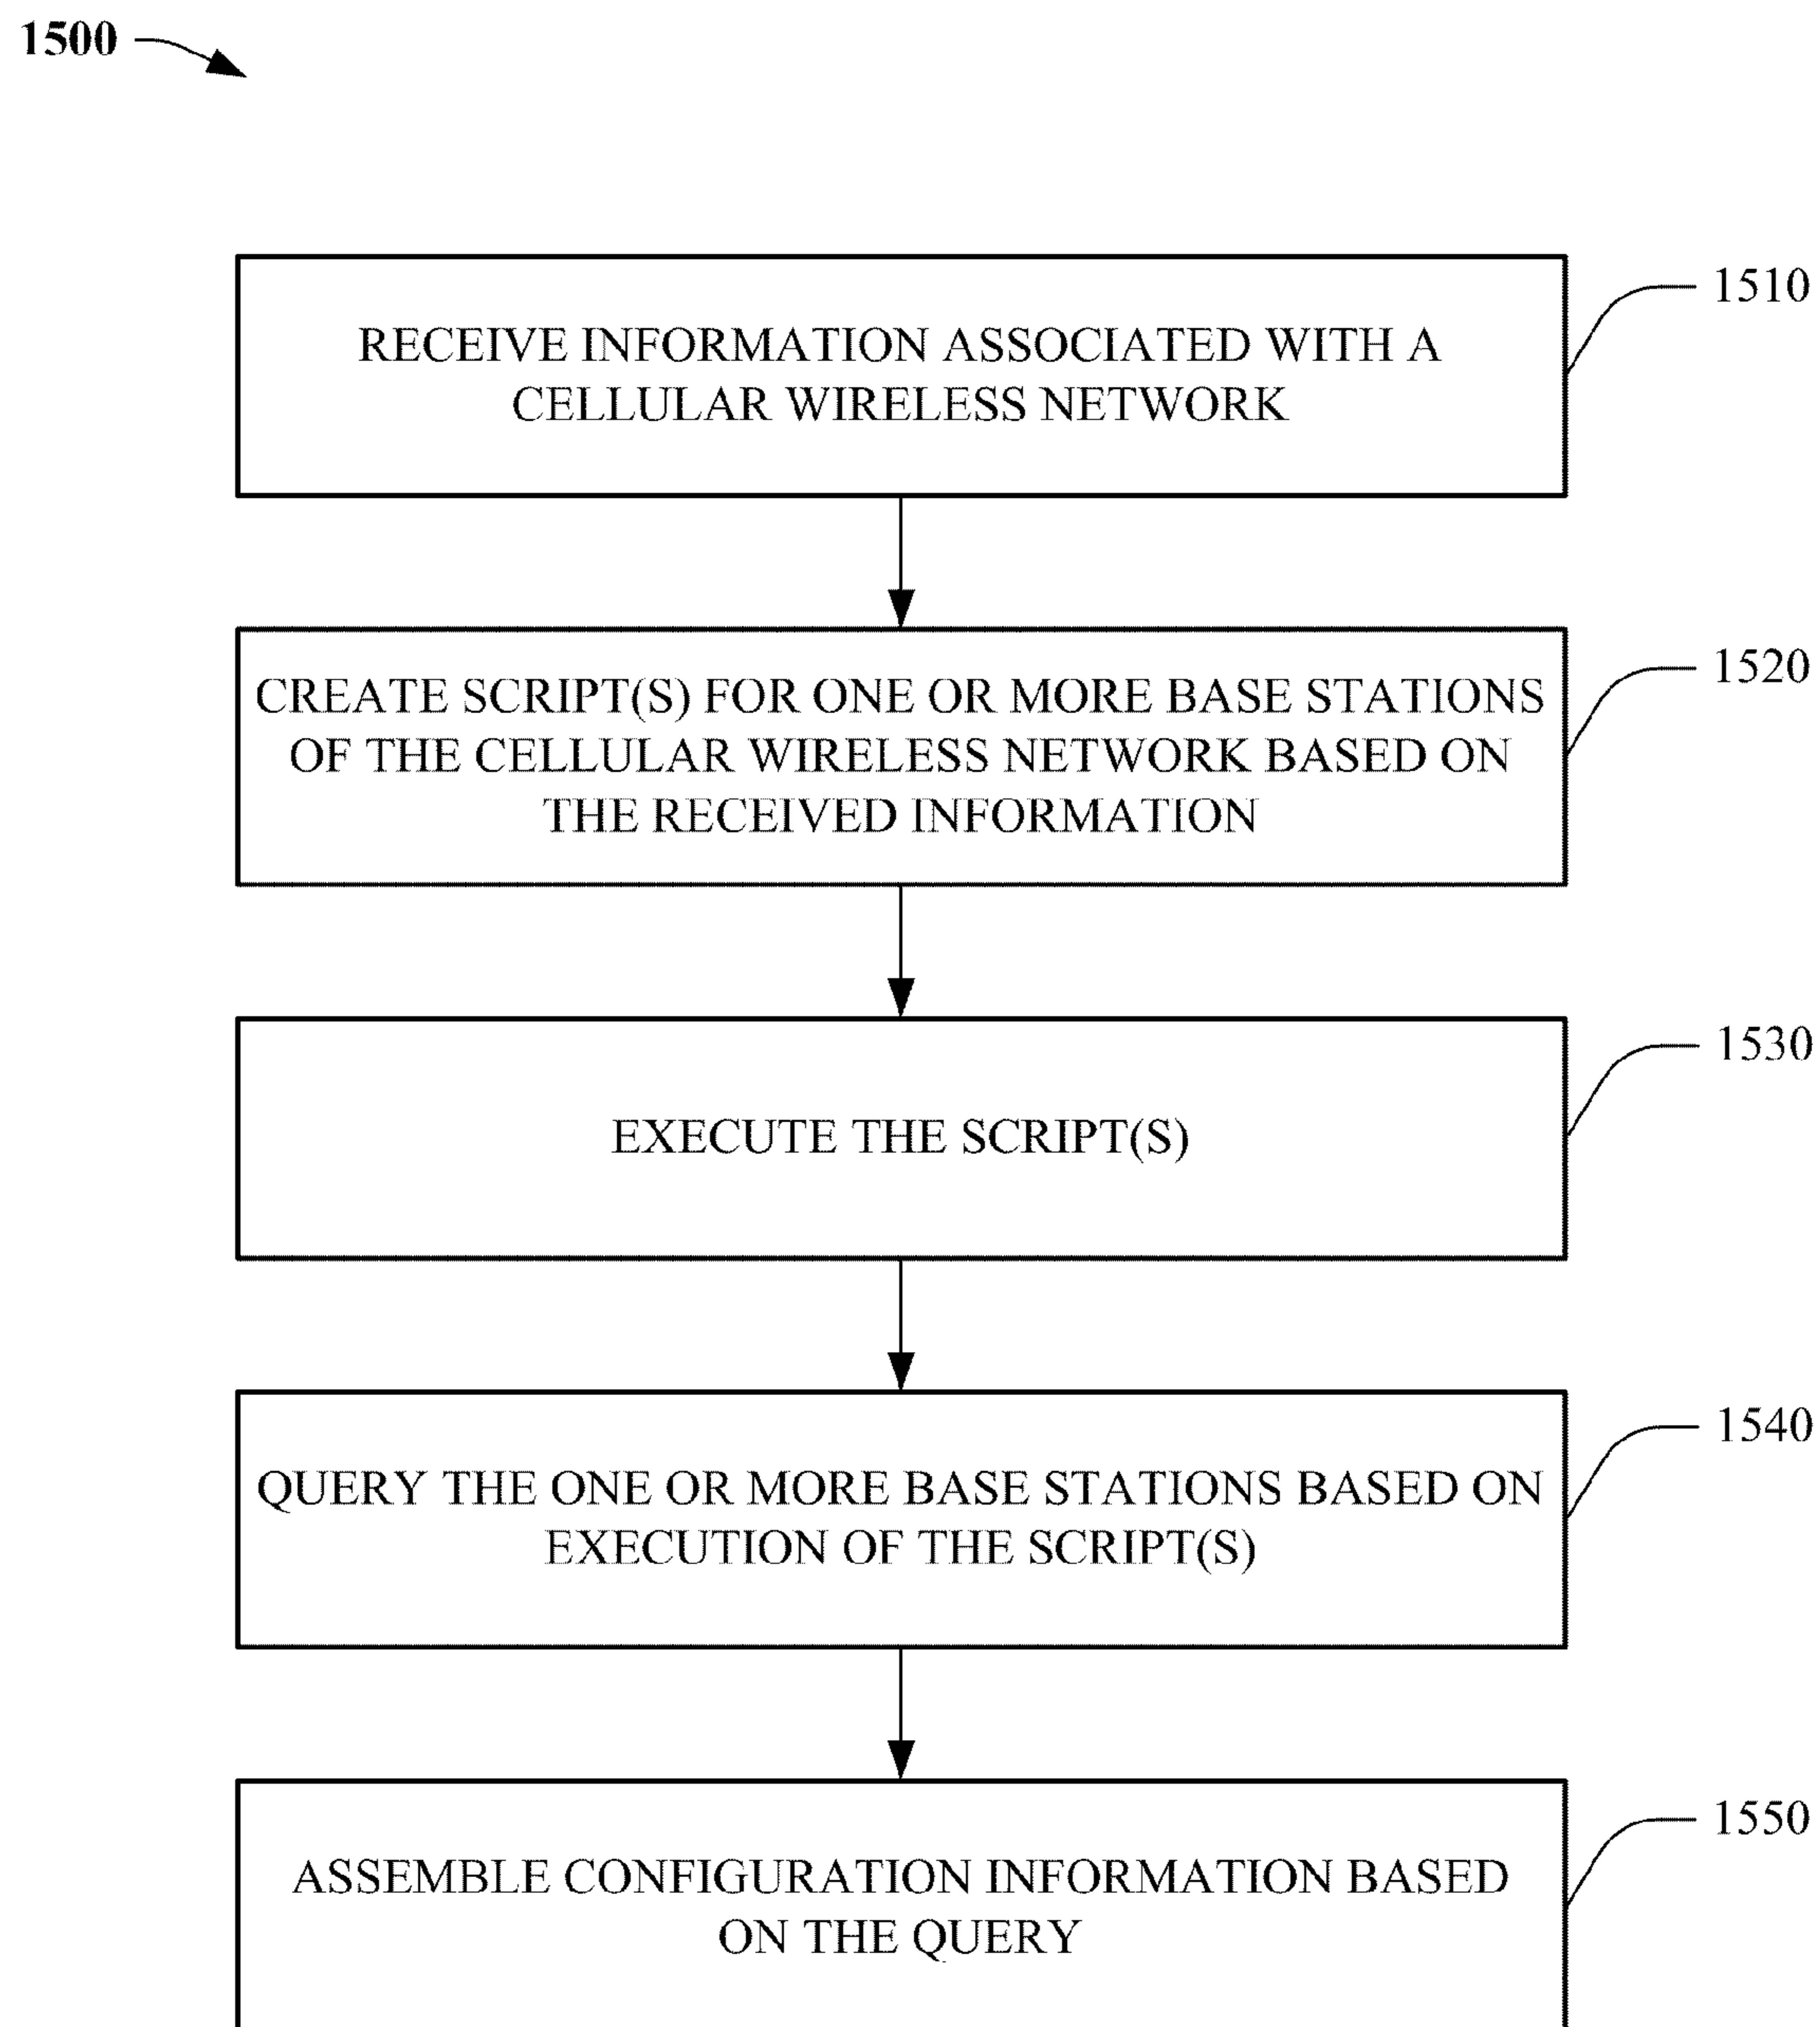 1500
RECEIVE INFORMATION ASSOCIATED WITH A
CELLULAR WIRELESS NETWORK
1510
CREATE SCRIPT(S) FOR ONE OR MORE BASE STATIONS
OF THE CELLULAR WIRELESS NETWORK BASED ON
THE RECEIVED INFORMATION
1520
EXECUTE THE SCRIPT(S)
1530
QUERY THE ONE OR MORE BASE STATIONS BASED ON
EXECUTION OF THE SCRIPT(S)
1540
ASSEMBLE CONFIGURATION INFORMATION BASED
ON THE QUERY
1550